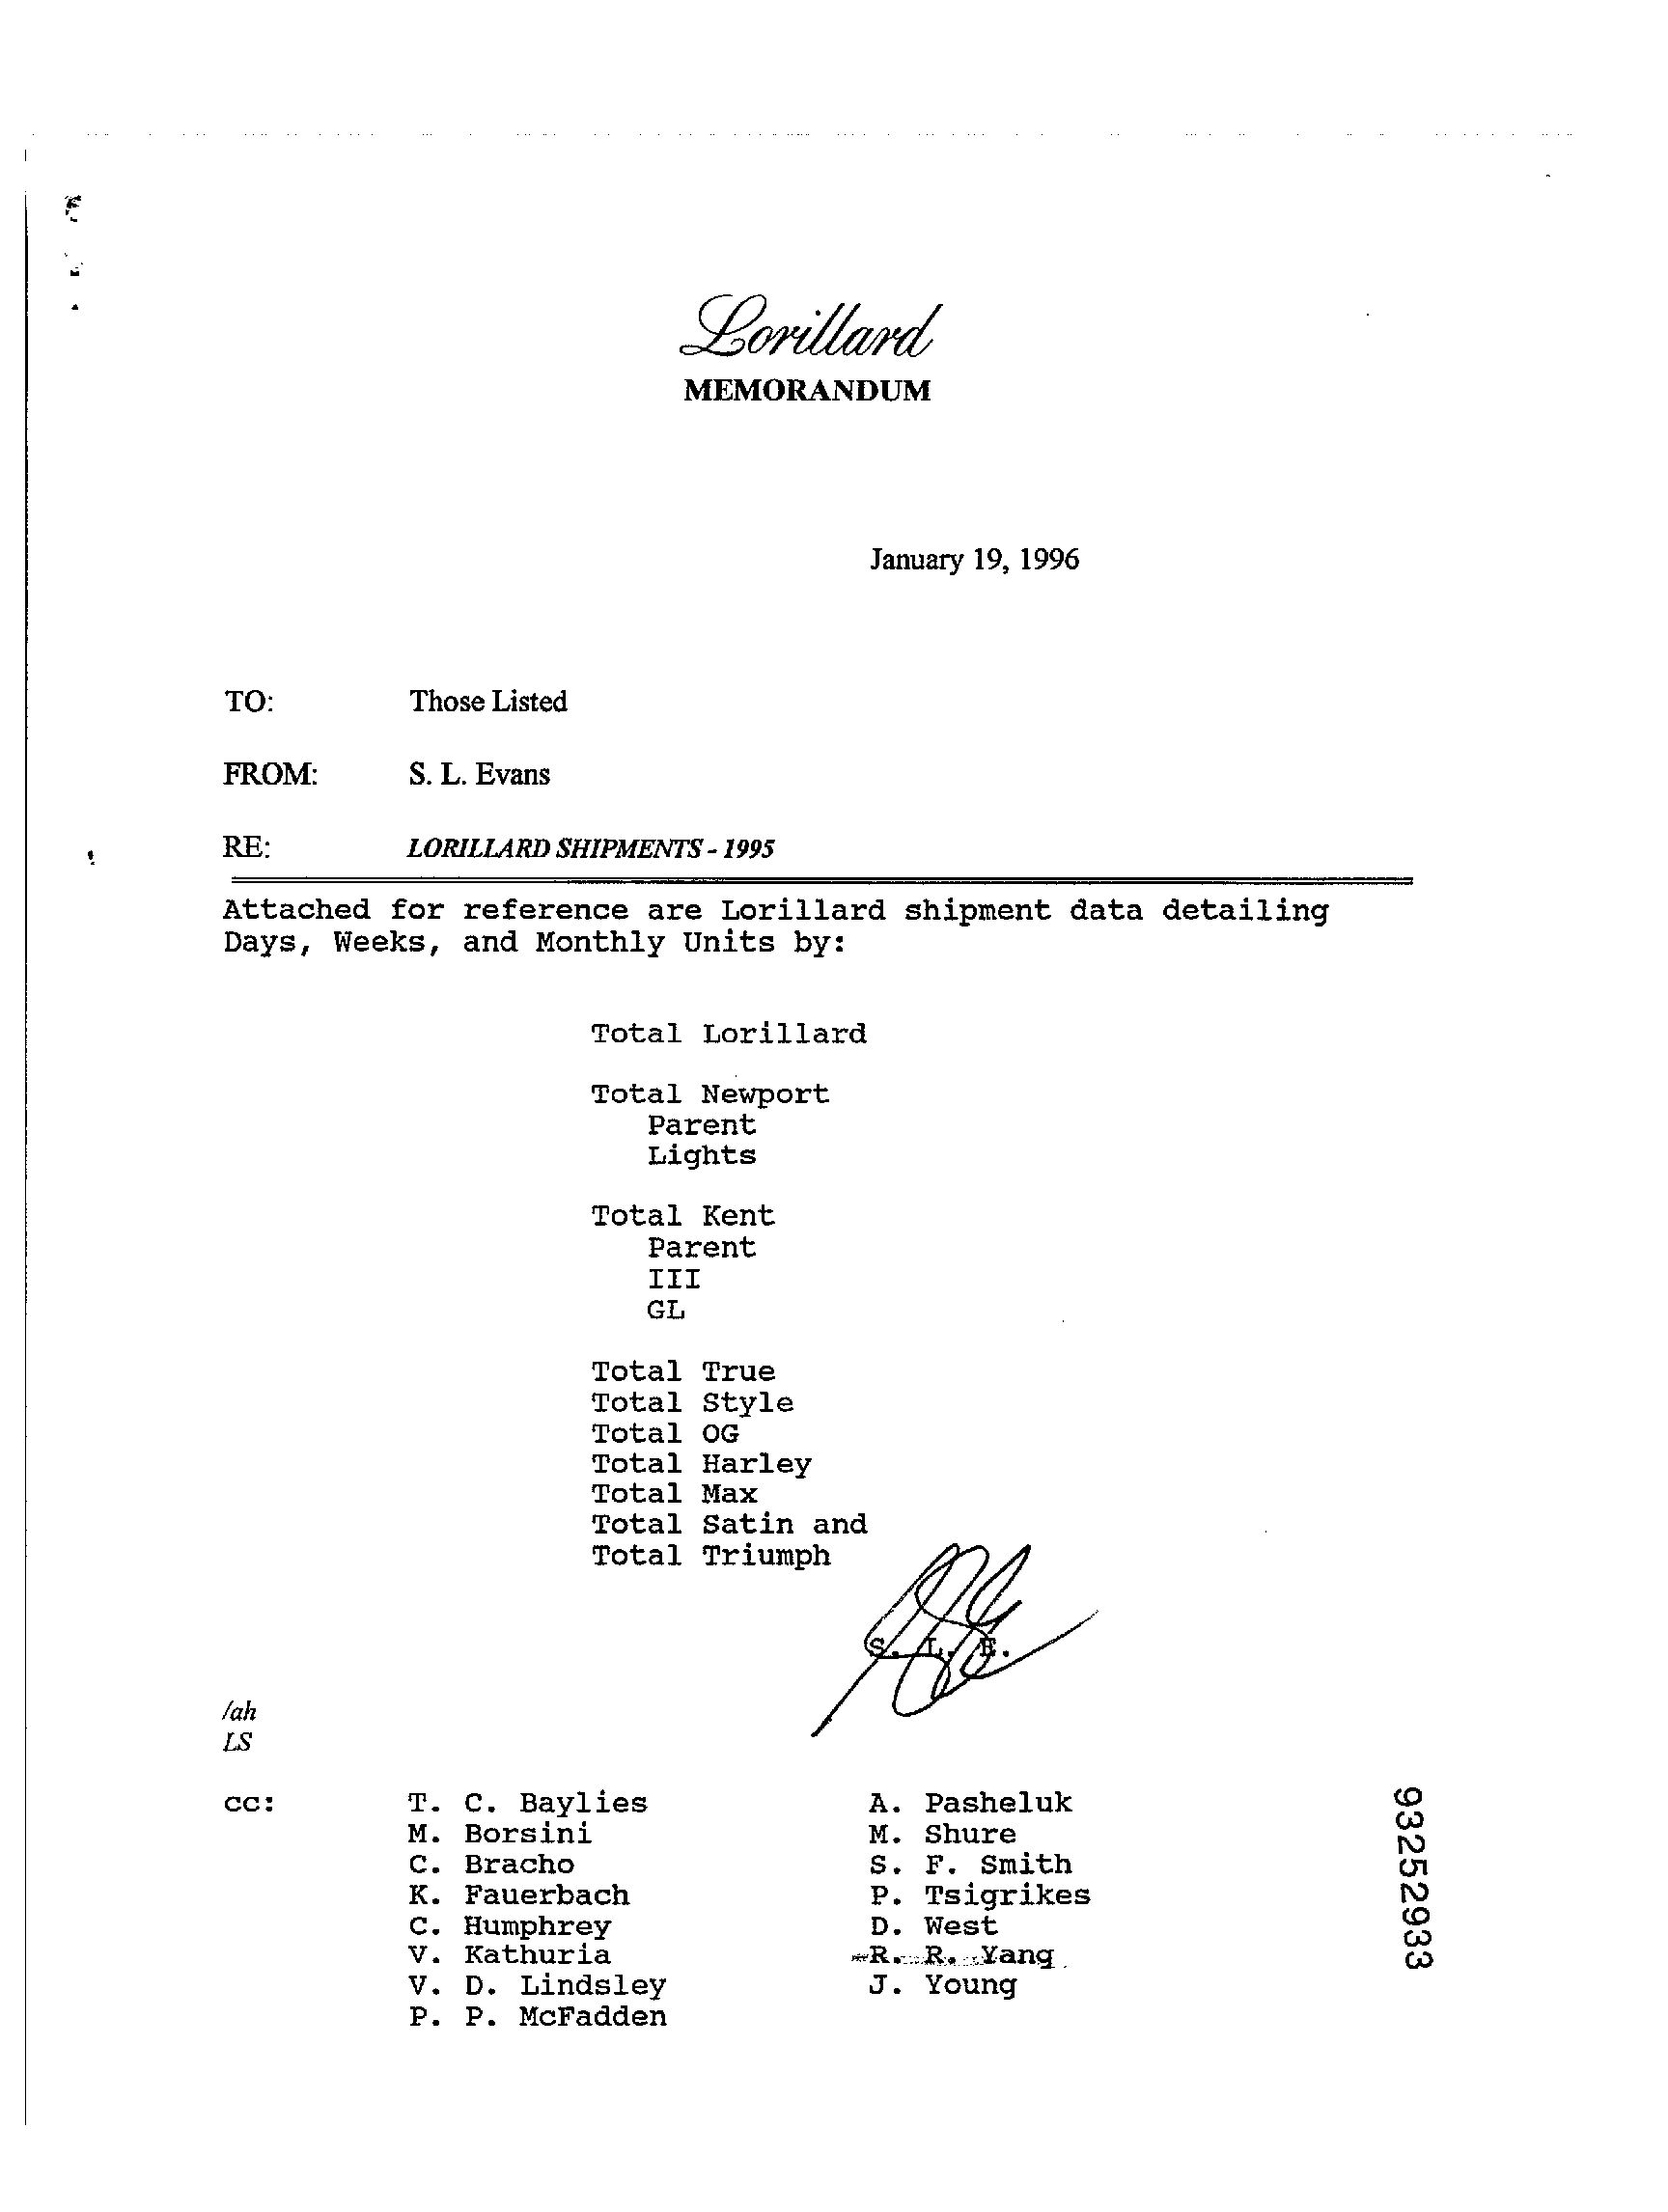 Lorillard
MEMORANDUM
January 19, 1996
TO: Those Listed
FROM: S. L. Evans
RE: LORILLARD SHIPMENTS - 1995
Attached for reference are Lorillard shipment data detailing
Days, Weeks, and Monthly Units by:
Total Lorillard
Total Newport
Parent
Lights
Total Kent
Parent
III
GL
Total True
Total Style
Total OG
Total Harley
Total Max
Total Satin and
Total Triumph
S. L. E.
/ah
LS
cc: T. C. Baylies A. Pasheluk
M. Borsini M. Shure
C. Bracho S. F. Smith
K. Fauerbach P. Tsigrikes
C. Humphrey D. West
V. Kathuria R. R. Yang
V. D. Lindsley J. Young
P. P. McFadden
93252933